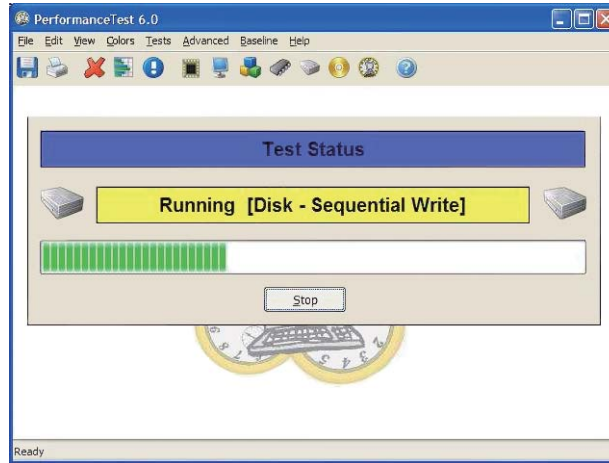 PerformanceTest 6.0
File Edit View Colors Tests Advanced Baseline Help
Test Status
Running [Disk - Sequential Write]
Stop
Ready